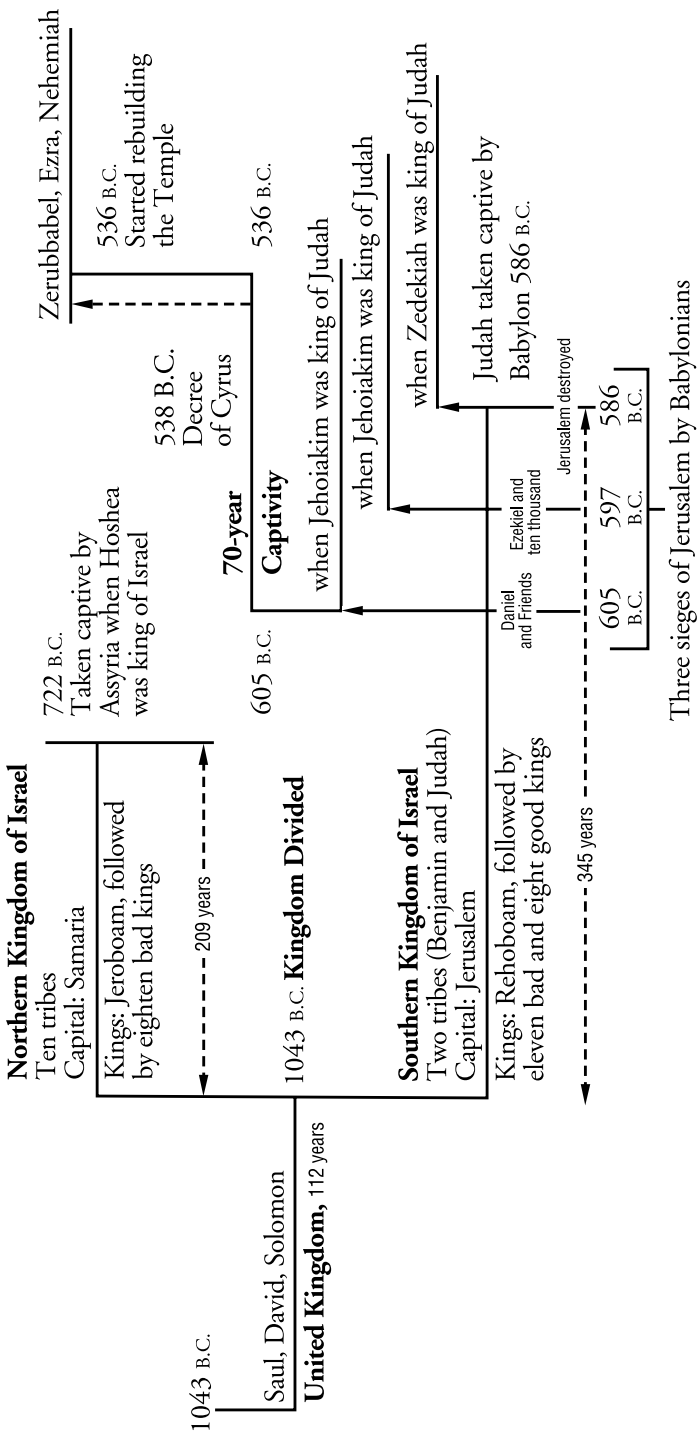 1043 B.C.
Saul, David, Solomon
United Kingdom, 112 years
Northern Kingdom of Israel
Ten tribes
Capital: Samaria
Kings: Jeroboam, followed
by eighten bad kings
209 years
722 B.C.
Taken captive by
Assyria when Hoshea
was king of Israel
1043 B.C. Kingdom Divided
Southern Kingdom of Israel
Two tribes (Benjamin and Judah)
Capital: Jerusalem
Kings: Rehoboam, followed by
eleven bad and eight good kings
345 years
605 B.C.
70-year
Captivity
538 B.C.
Decree
of Cyrus
536 B.C.
Zerubbabel, Ezra, Nehemiah
536 B.C.
Started rebuilding
the Temple
when Jehoiakim was king of Judah
when Jehoiakim was king of Judah
when Zedekiah was king of Judah
Judah taken captive by
Babylon 586 B.C.
Daniel
and Friends
Ezekiel and
ten thousand
Jerusalem destroyed
605
B.C.
597
B.C.
586
B.C.
Three sieges of Jerusalem by Babylonians